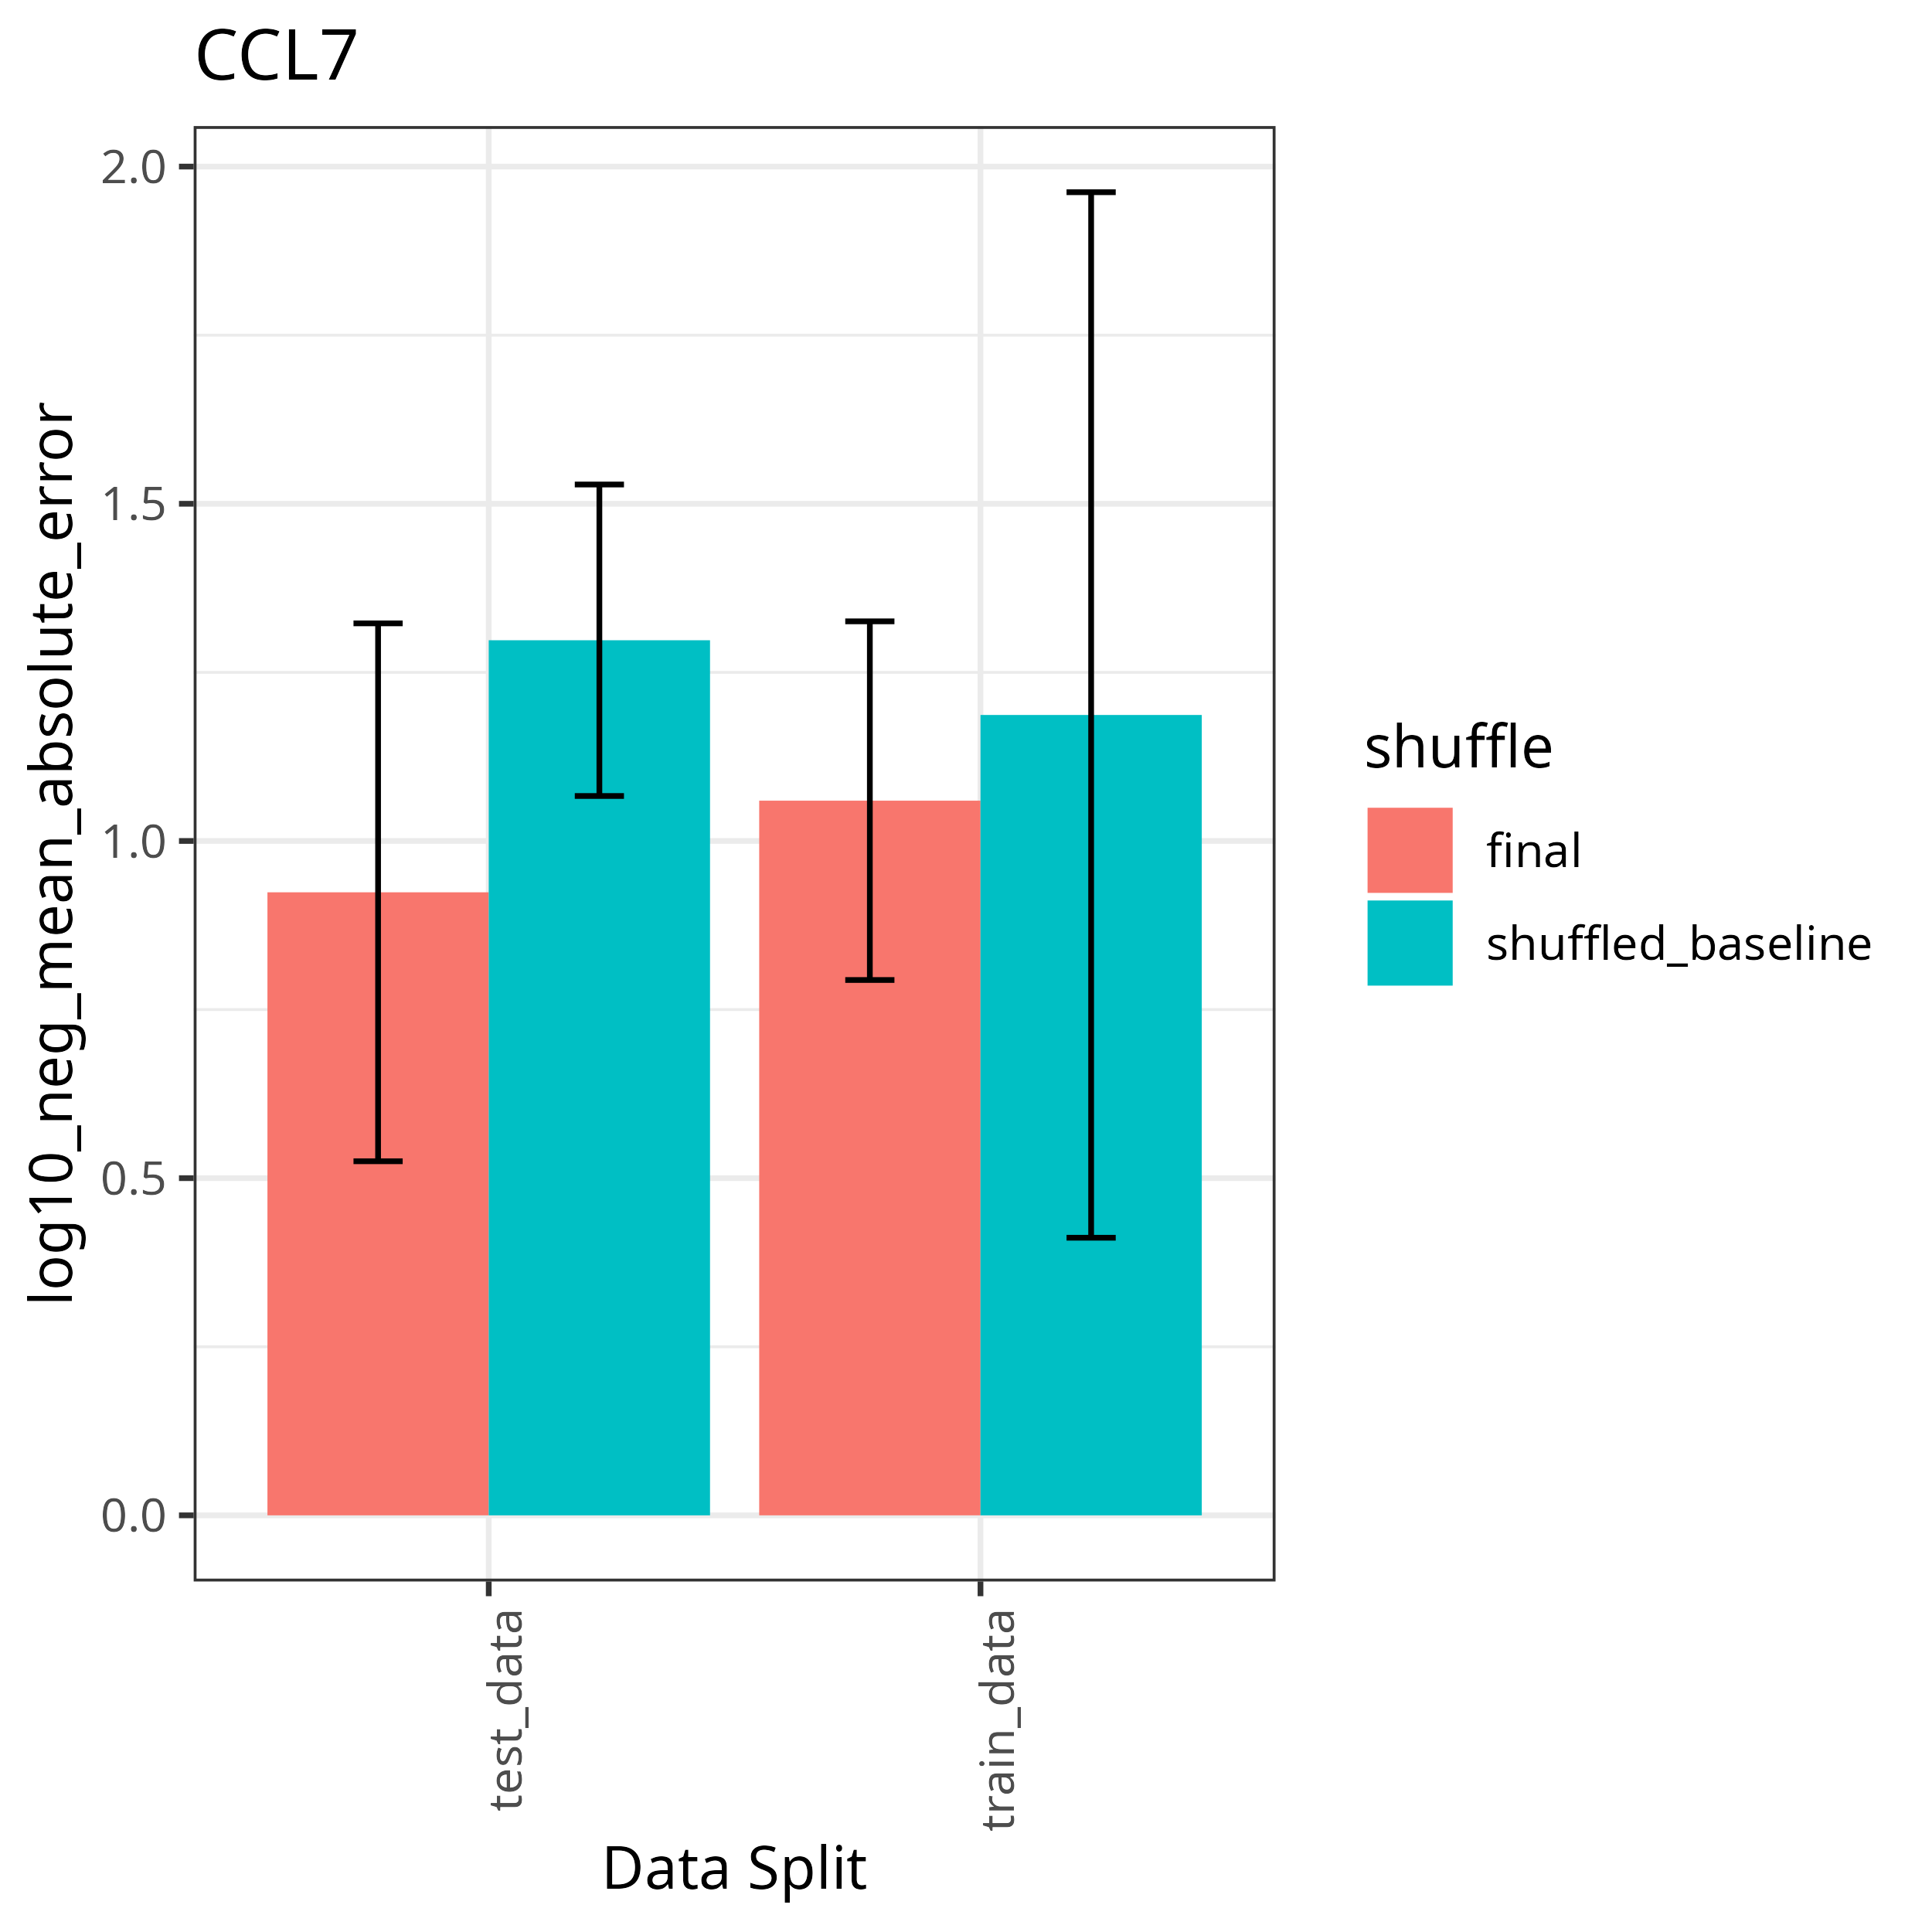 CCL7
log10_neg_mean_absolute_error
2.0
1.5
1.0
0.5
0.0
test_data
train_data
Data Split
shuffle
final
shuffled_baseline